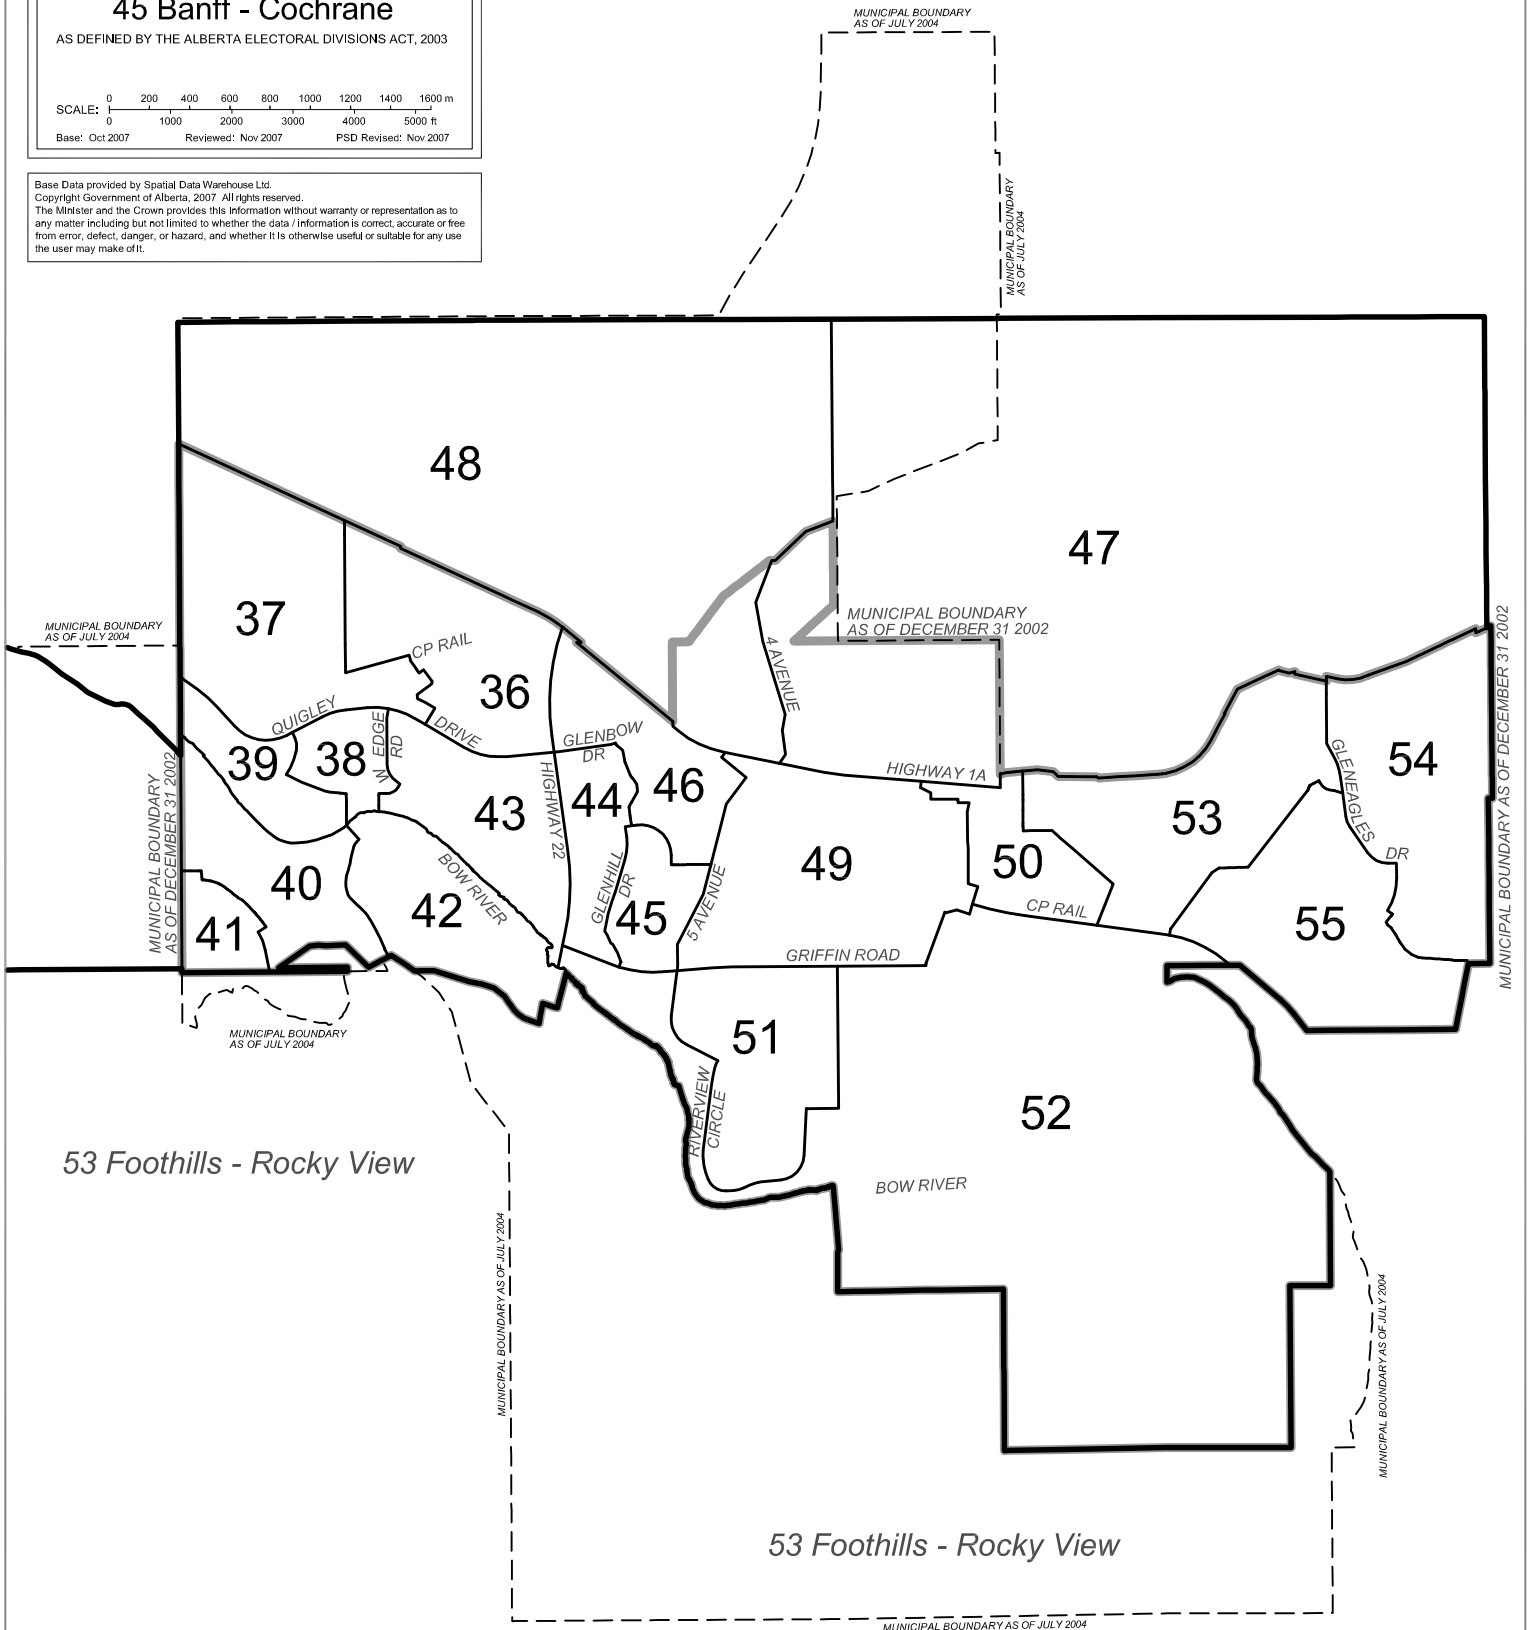 45 Banff - Cochrane
AS DEFINED BY THE ALBERTA ELECTORAL DIVISIONS ACT, 2003
0 200 400 600 800 1000 1200 1400 1600 m
SCALE:
0 1000 2000 3000 4000 5000 ft
Base: Oct 2007 Reviewed: Nov 2007 PSD Revised: Nov 2007
Base Data provided by Spatial Data Warehouse Ltd.
Copyright Government of Alberta, 2007 All rights reserved.
The Minister and the Crown provides this information without warranty or representation as to
any matter including but not limited to whether the data / information is correct, accurate or free
from error, defect, danger, or hazard, and whether it is otherwise useful or suitable for any use
the user may make of it.
MUNICIPAL BOUNDARY
AS OF JULY 2004
MUNICIPAL BOUNDARY
AS OF JULY 2004
48
47
37
MUNICIPAL BOUNDARY
AS OF JULY 2004
MUNICIPAL BOUNDARY
AS OF DECEMBER 31 2002
CP RAIL
36
4 AVENUE
QUIGLEY
DRIVE
GLENBOW
DR
W EDGE
RD
39
38
HIGHWAY 22
44
46
HIGHWAY 1A
43
53
54
GLENEAGLES
DR
MUNICIPAL BOUNDARY AS OF DECEMBER 31 2002
MUNICIPAL BOUNDARY
AS OF DECEMBER 31 2002
40
BOW RIVER
42
GLENHILL
DR
45
5 AVENUE
49
50
CP RAIL
55
41
GRIFFIN ROAD
MUNICIPAL BOUNDARY
AS OF JULY 2004
51
RIVERVIEW
CIRCLE
52
53 Foothills - Rocky View
BOW RIVER
MUNICIPAL BOUNDARY AS OF JULY 2004
MUNICIPAL BOUNDARY AS OF JULY 2004
53 Foothills - Rocky View
MUNICIPAL BOUNDARY AS OF JULY 2004